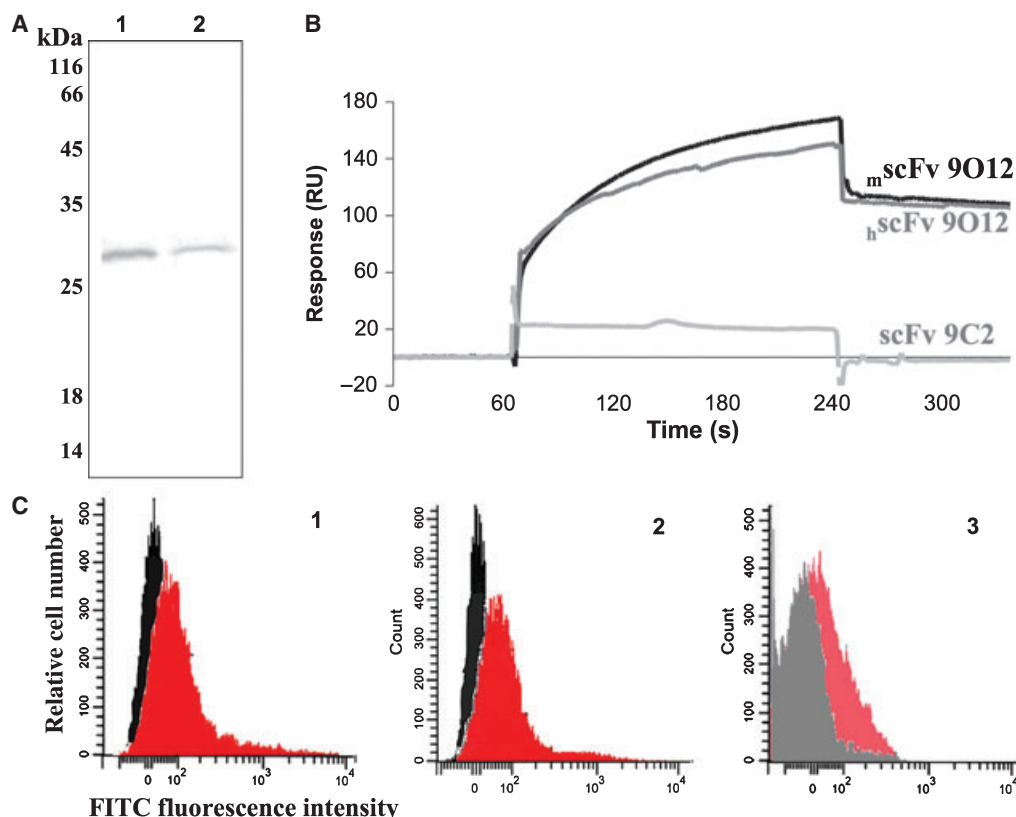 A
kDa
1 2
116
66
45
35
25
18
14
B
Response (RU)
180
140
100
60
20
–20
0 60 120 180 240 300
Time (s)
mscFv 9O12
hscFv 9O12
scFv 9C2
C
Relative cell number
500
400
300
200
100
0
1
0 10² 10³ 10⁴
FITC fluorescence intensity
Count
600
500
400
300
200
100
0
2
0 10² 10³ 10⁴
Count
500
400
300
200
100
0
3
0 10² 10³ 10⁴